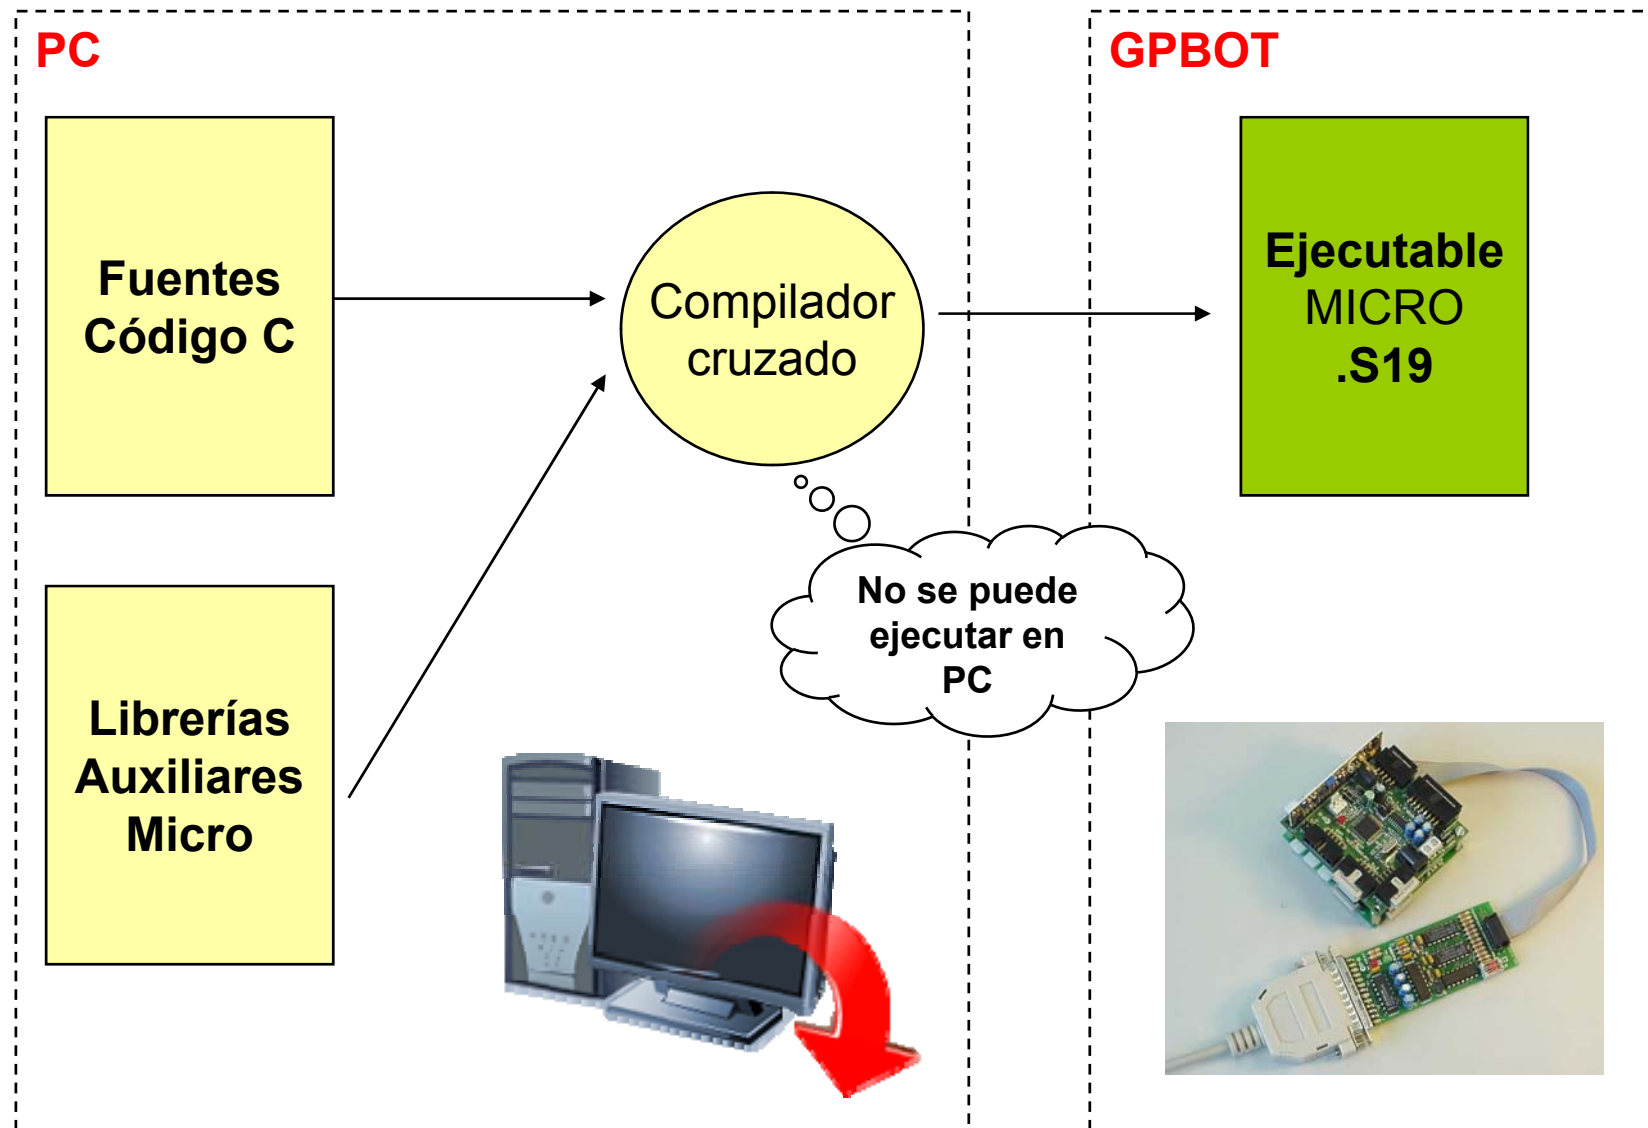 PC
GPBOT
Fuentes
Código C
Compilador
cruzado
Ejecutable
MICRO
.S19
No se puede
ejecutar en
PC
Librerías
Auxiliares
Micro